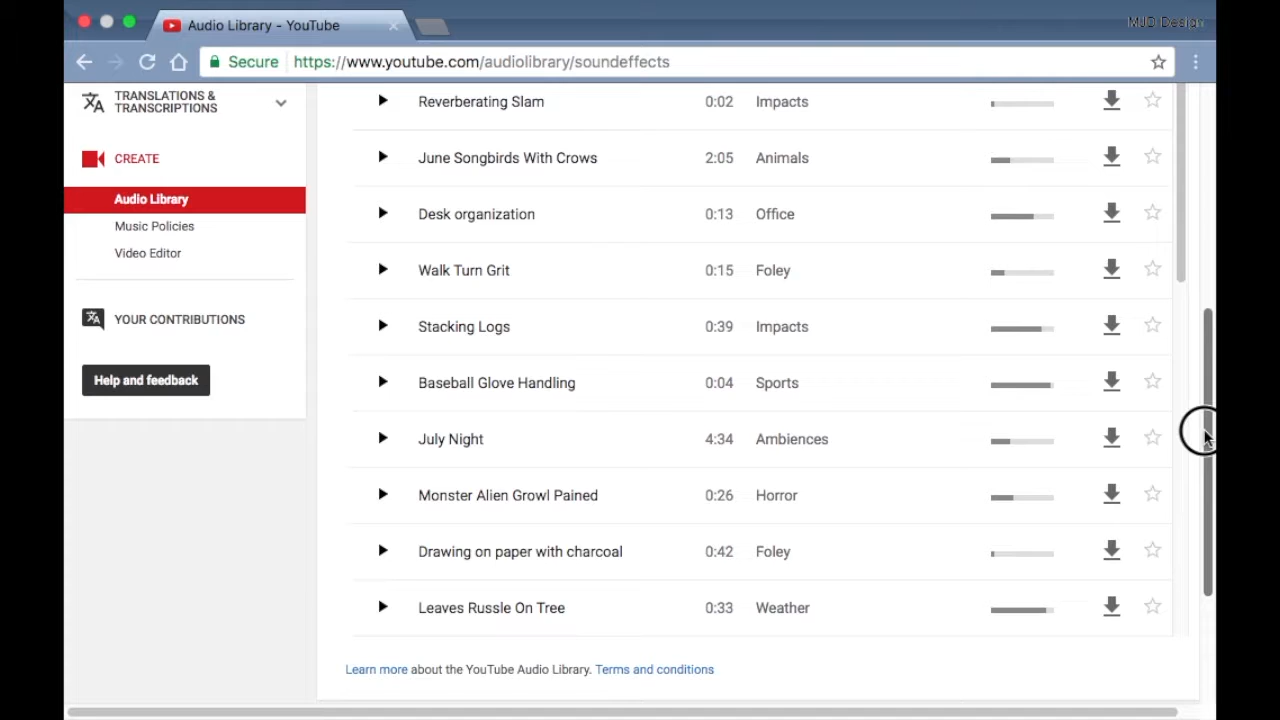 Audio Library - YouTube
MJD Design
Secure https://www.youtube.com/audiolibrary/soundeffects
TRANSLATIONS &
TRANSCRIPTIONS
CREATE
Audio Library
Music Policies
Video Editor
YOUR CONTRIBUTIONS
Help and feedback
Reverberating Slam 0:02 Impacts
June Songbirds With Crows 2:05 Animals
Desk organization 0:13 Office
Walk Turn Grit 0:15 Foley
Stacking Logs 0:39 Impacts
Baseball Glove Handling 0:04 Sports
July Night 4:34 Ambiences
Monster Alien Growl Pained 0:26 Horror
Drawing on paper with charcoal 0:42 Foley
Leaves Russle On Tree 0:33 Weather
Learn more about the YouTube Audio Library. Terms and conditions